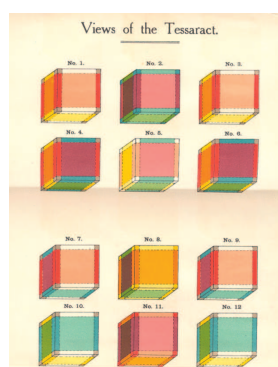 Views of the Tessaract.
No. 1. No. 2. No. 3.
No. 4. No. 5. No. 6.
No. 7. No. 8. No. 9.
No. 10. No. 11. No. 12